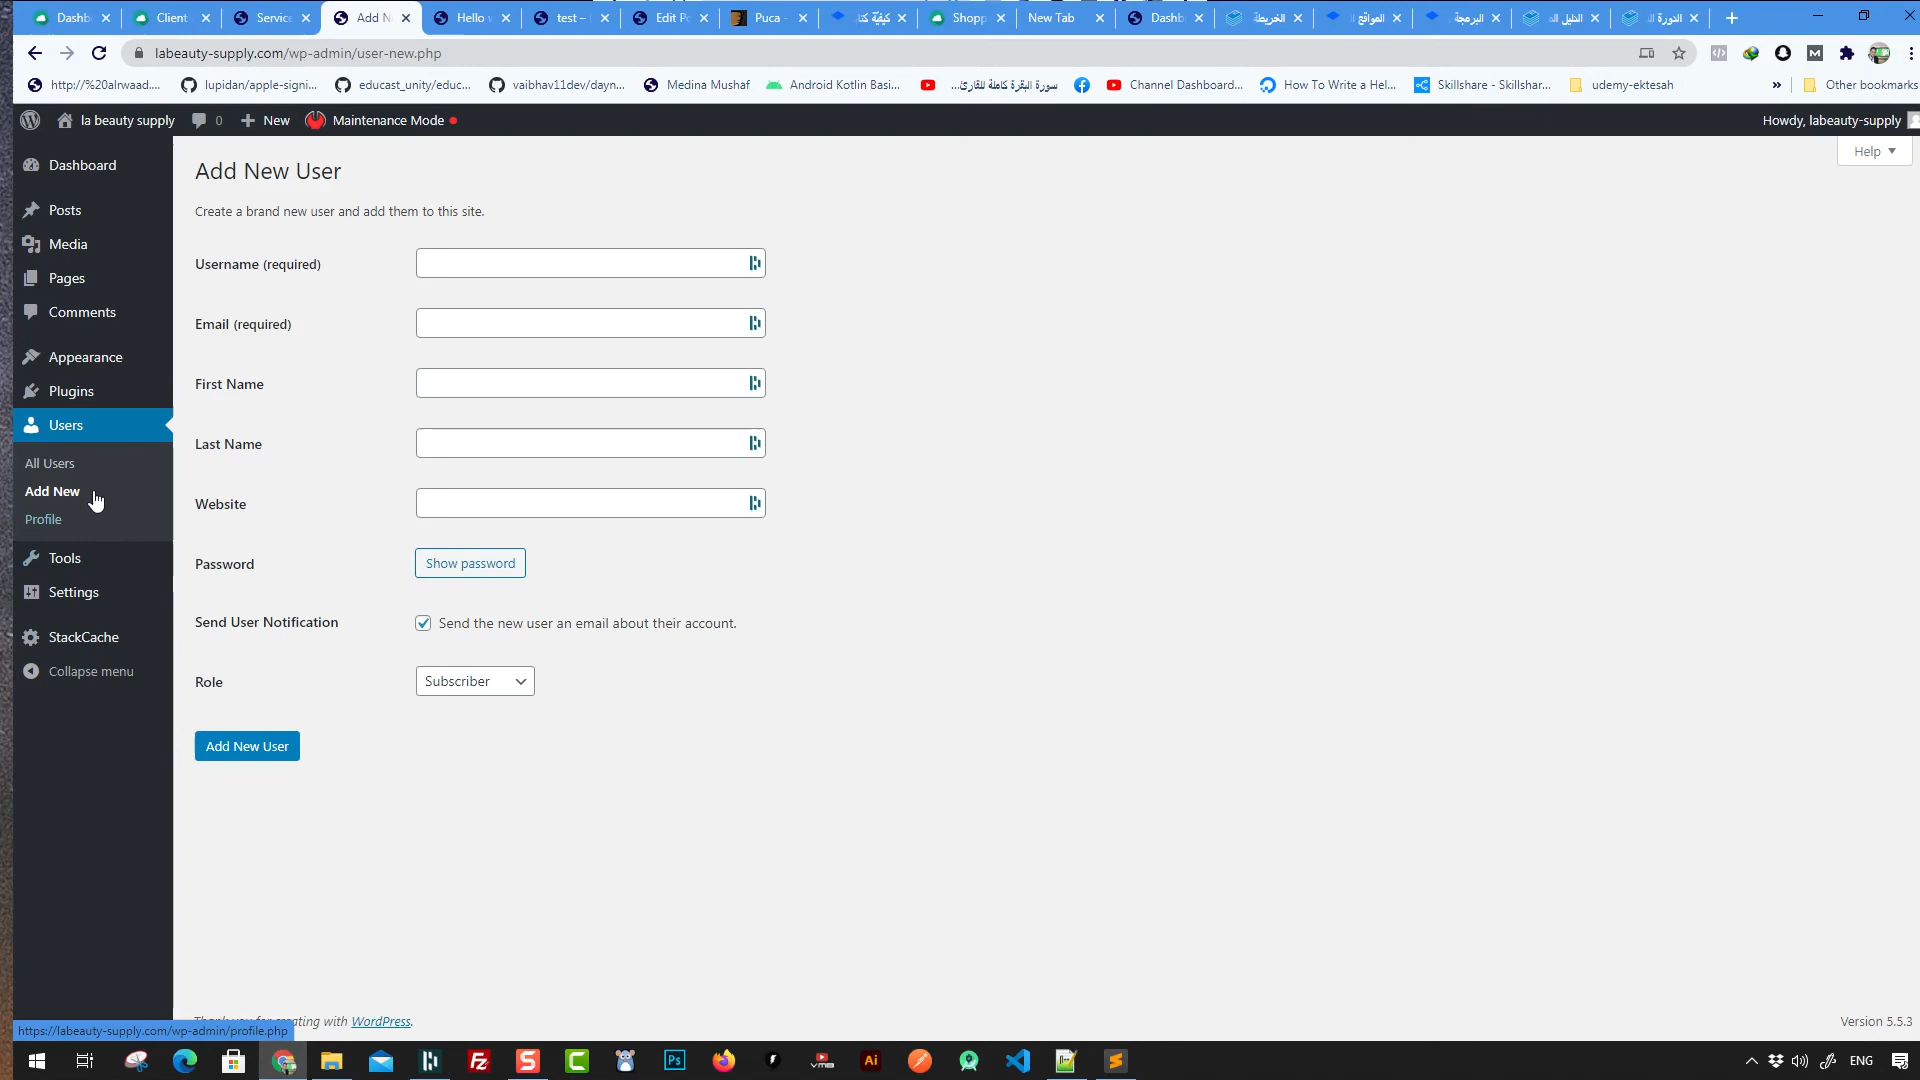 Dashb
Client
Service
Add N
Hello
test –
Edit Po
Puca
كيفيّة كتاب
Shopp
New Tab
Dashb
الخريطة
المواقع
البرمجة
الدليل
الدورة
labeauty-supply.com/wp-admin/user-new.php
http://%20alrwaad....
lupidan/apple-signi...
educast_unity/educ...
vaibhav11dev/dayn...
Medina Mushaf
Android Kotlin Basi...
سورة البقرة كاملة للقارئ...
Channel Dashboard...
How To Write a Hel...
Skillshare - Skillshar...
udemy-ektesah
»
Other bookmarks
la beauty supply
0
New
Maintenance Mode
Howdy, labeauty-supply
Help
Dashboard
Posts
Media
Pages
Comments
Appearance
Plugins
Users
All Users
Add New
Profile
Tools
Settings
StackCache
Collapse menu
Add New User
Create a brand new user and add them to this site.
Username (required)
Email (required)
First Name
Last Name
Website
Password
Show password
Send User Notification
Send the new user an email about their account.
Role
Subscriber
Add New User
creating with WordPress.
Version 5.5.3
https://labeauty-supply.com/wp-admin/profile.php
Fz
S
C
Ps
Ai
ENG